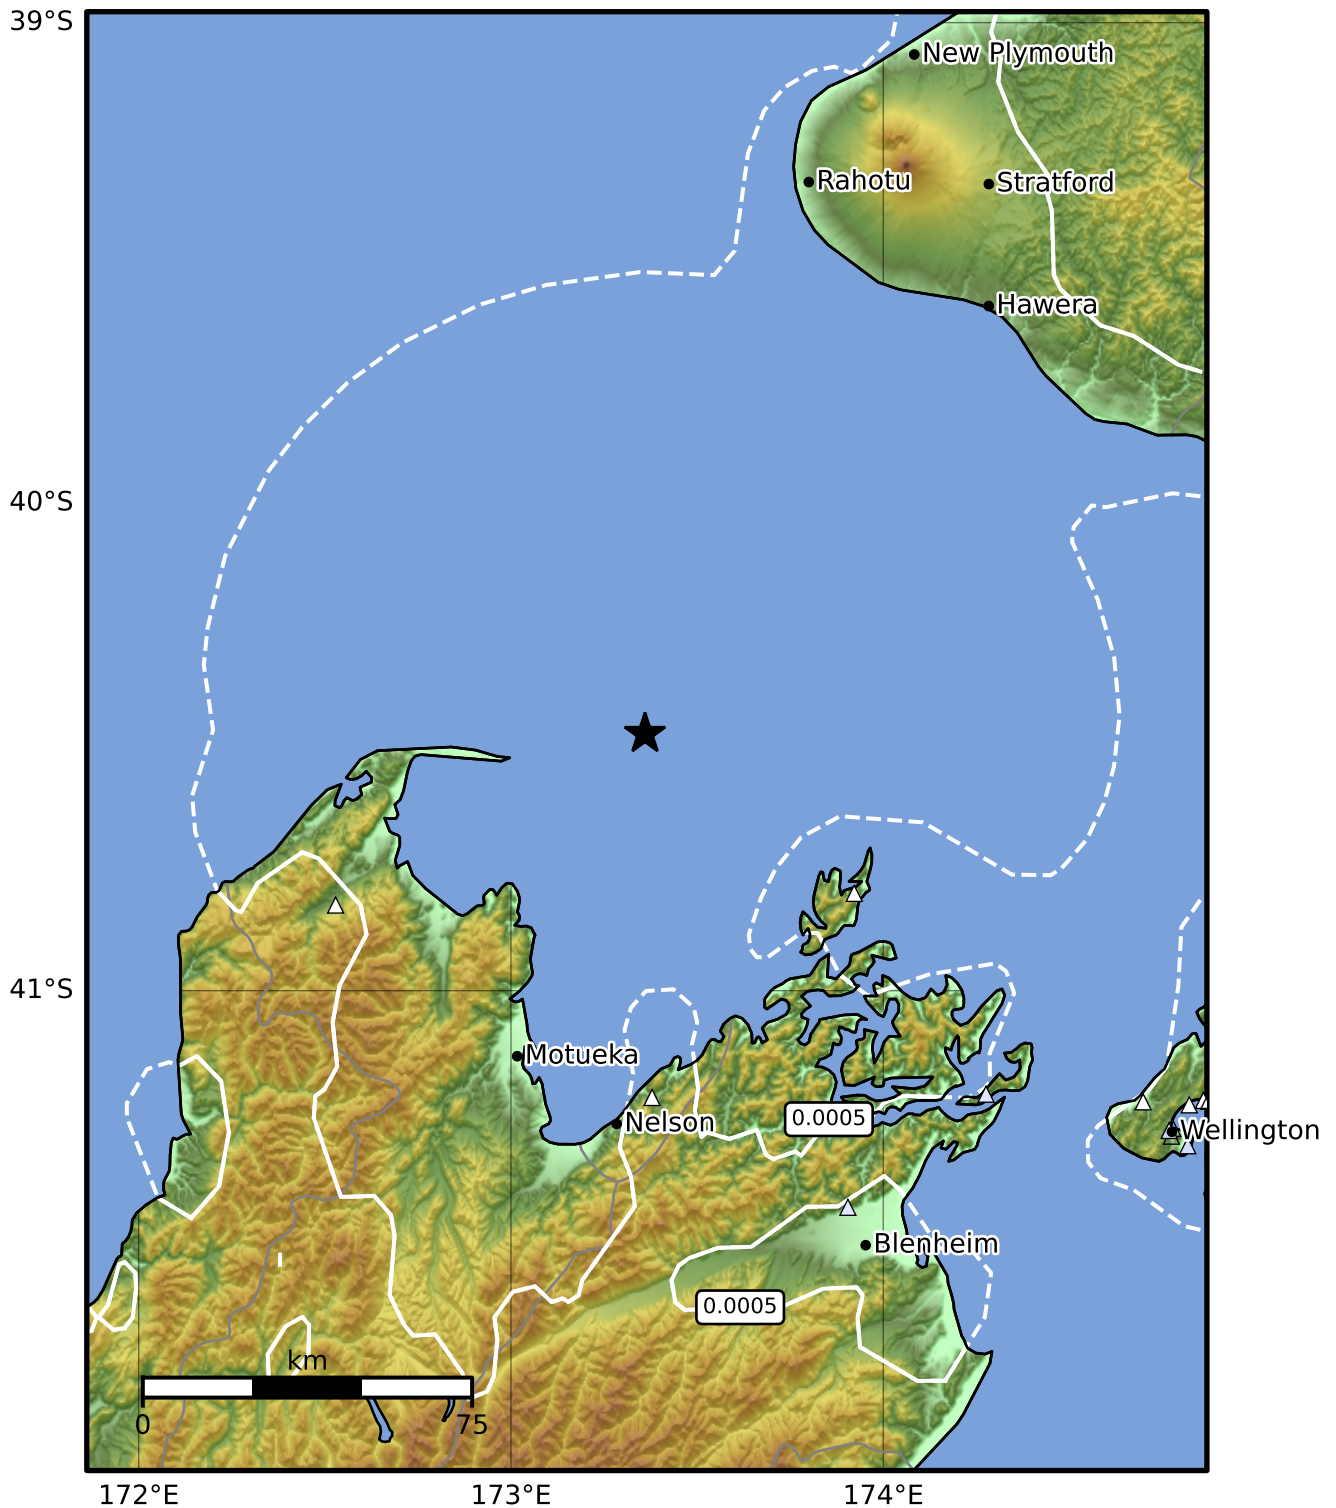 39°S
New Plymouth
Rahotu
Stratford
Hawera
40°S
41°S
Motueka
Nelson
0.0005
Wellington
Blenheim
0.0005
km
0 75
172°E 173°E 174°E